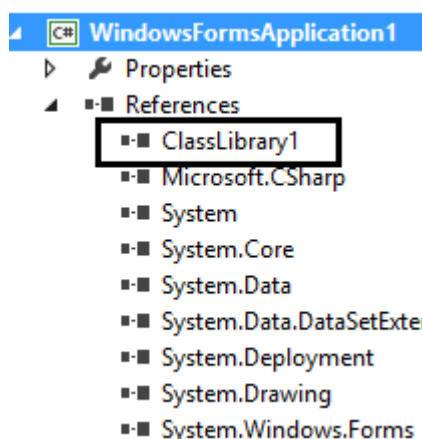 C# WindowsFormsApplication1
Properties
References
ClassLibrary1
Microsoft.CSharp
System
System.Core
System.Data
System.Data.DataSetExte
System.Deployment
System.Drawing
System.Windows.Forms